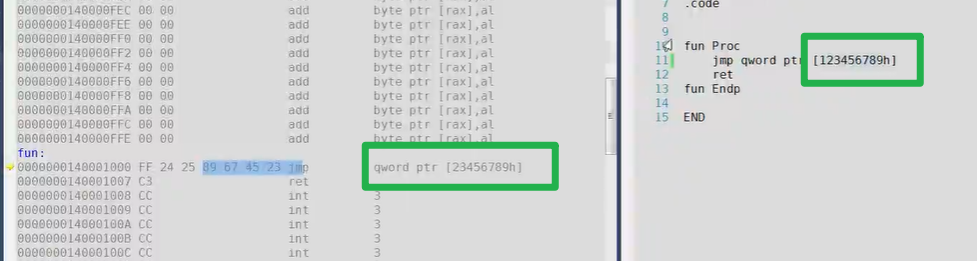 0000000140000FEC 00 00 add byte ptr [rax],al
0000000140000FEE 00 00 add byte ptr [rax],al
0000000140000FF0 00 00 add byte ptr [rax],al
0000000140000FF2 00 00 add byte ptr [rax],al
0000000140000FF4 00 00 add byte ptr [rax],al
0000000140000FF6 00 00 add byte ptr [rax],al
0000000140000FF8 00 00 add byte ptr [rax],al
0000000140000FFA 00 00 add byte ptr [rax],al
0000000140000FFC 00 00 add byte ptr [rax],al
0000000140000FFE 00 00 add byte ptr [rax],al
fun:
0000000140001000 FF 24 25 89 67 45 23 jmp qword ptr [23456789h]
0000000140001007 C3 ret
0000000140001008 CC int 3
0000000140001009 CC int 3
000000014000100A CC int 3
000000014000100B CC int 3
000000014000100C CC int 3
7 .code
8
9
10 fun Proc
11 jmp qword ptr [123456789h]
12 ret
13 fun Endp
14
15 END